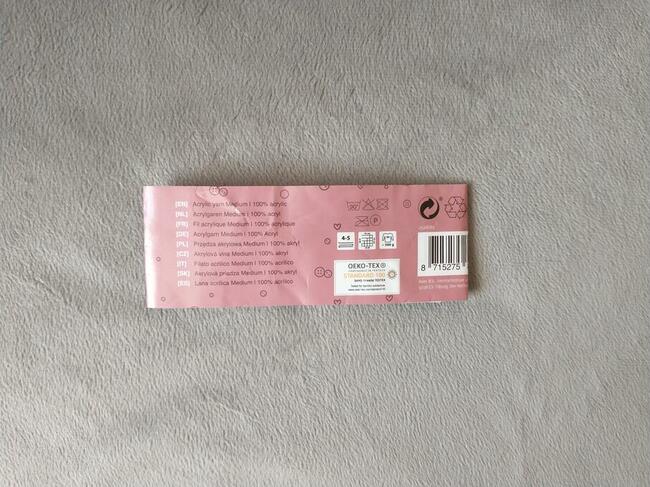 [EN] Acrylic yarn Medium | 100% acrylic
[NL] Acrylgaren Medium | 100% acryl
[FR] Fil acrylique Medium | 100% acrylique
[DE] Acrylgarn Medium | 100% Acryl
[PL] Przędza akrylowa Medium | 100% akryl
[CZ] Akrylová vlna Medium | 100% akryl
[IT] Filato acrilico Medium | 100% acrilico
[SK] Akrylová priadza Medium | 100% akryl
[ES] Lana acrílica Medium | 100% acrílico
P
4-5
OEKO-TEX®
STANDARD 100
8 715275